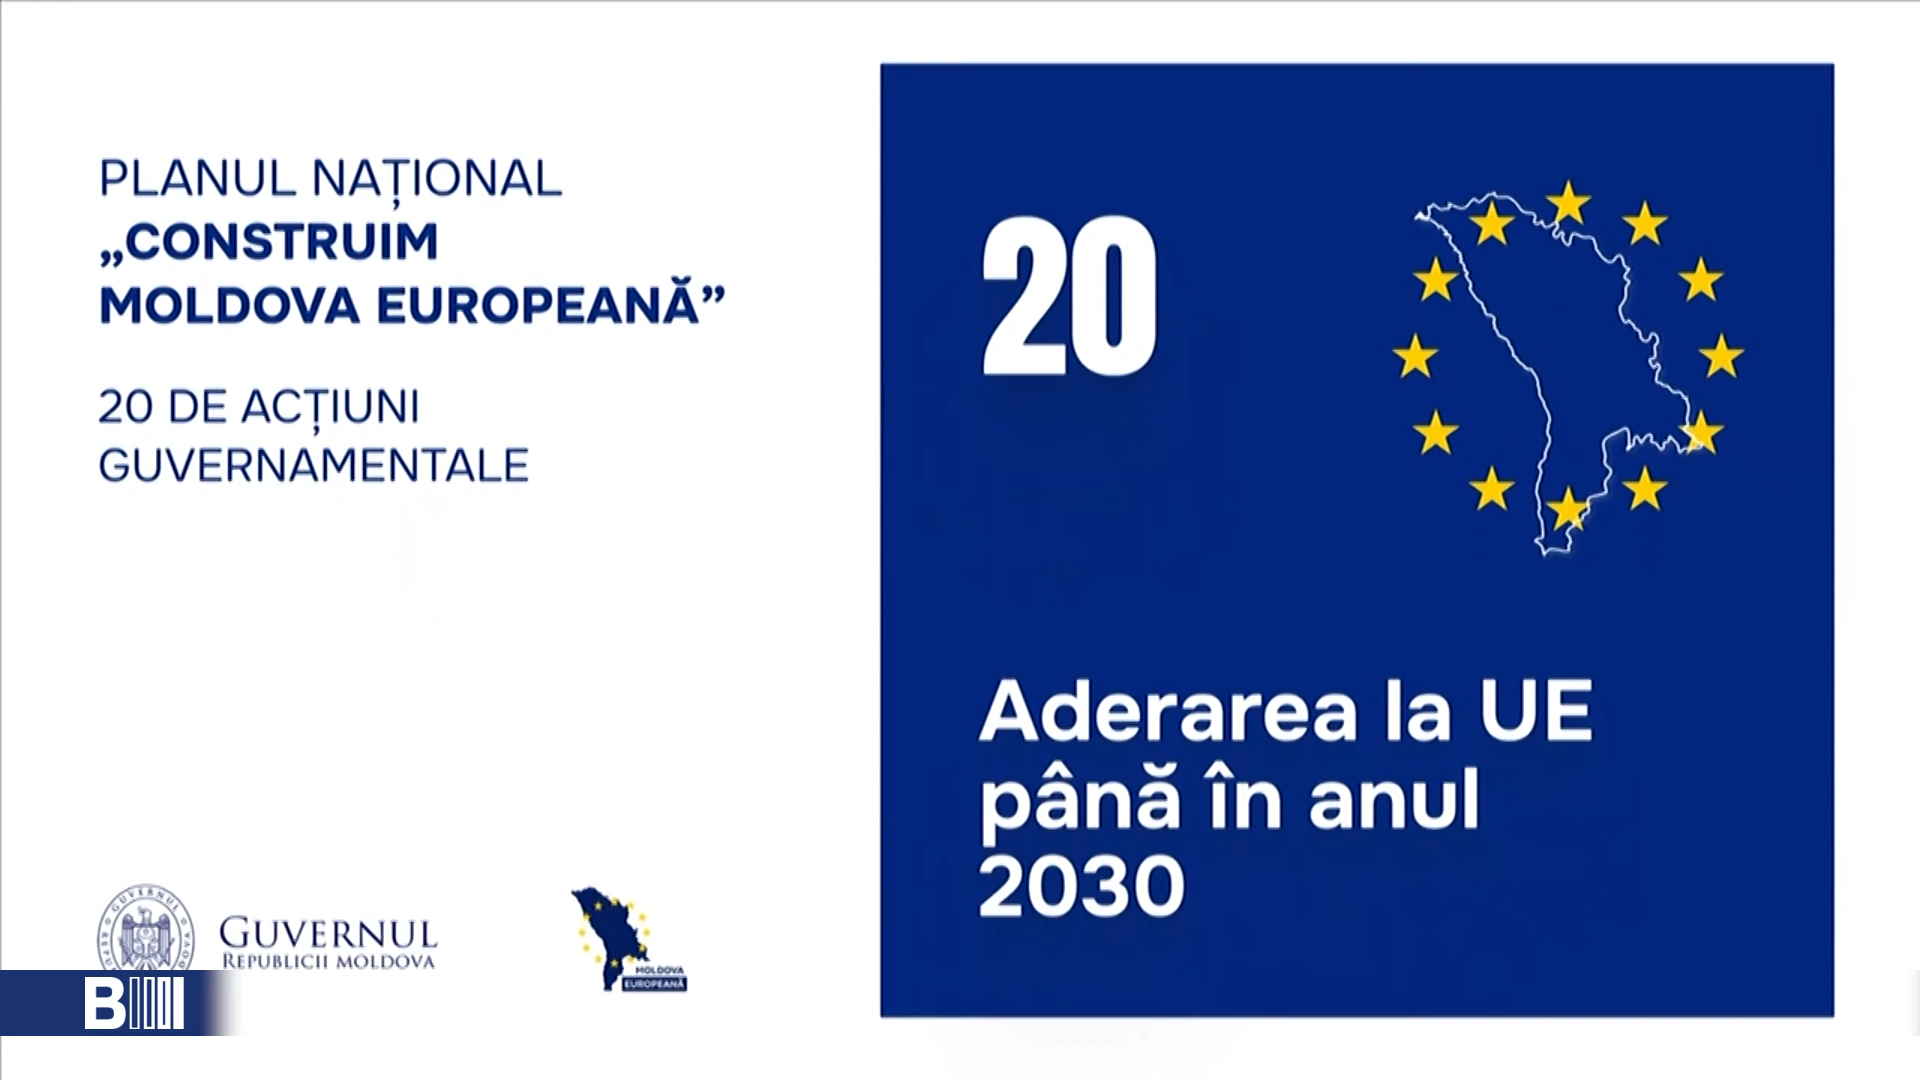 PLANUL NAȚIONAL
„CONSTRUIM
MOLDOVA EUROPEANĂ”
20 DE ACȚIUNI
GUVERNAMENTALE
20
Aderarea la UE
până în anul
2030
GUVERNUL
GUVERNUL
REPUBLICII MOLDOVA
MOLDOVA
EUROPEANĂ
B